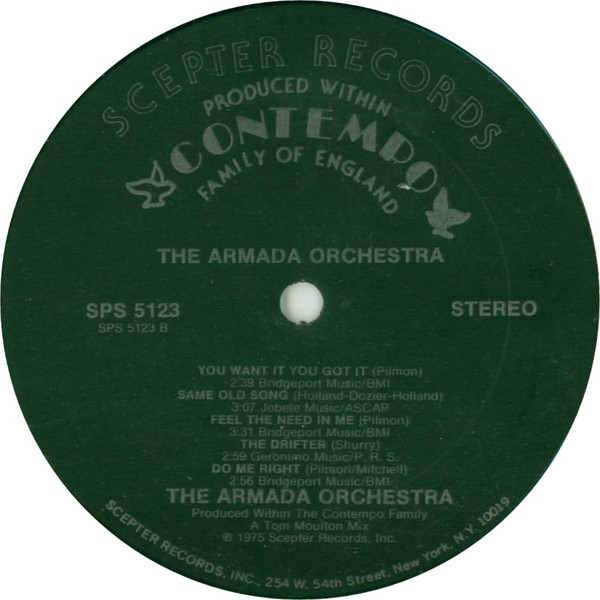 SCEPTER RECORDS
PRODUCED WITHIN
CONTEMPO
FAMILY OF ENGLAND
THE ARMADA ORCHESTRA
SPS 5123
SPS 5123 B
STEREO
YOU WANT IT YOU GOT IT (Pilmon)
2:39 Bridgeport Music/BMI
SAME OLD SONG (Holland-Dozier-Holland)
3:07 Jobete Music/ASCAP
FEEL THE NEED IN ME (Pilmon)
3:31 Bridgeport Music/BMI
THE DRIFTER (Shurry)
2:59 Geronimo Music/P. R. S.
DO ME RIGHT (Pilmon/Mitchell)
2:56 Bridgeport Music/BMI
THE ARMADA ORCHESTRA
Produced Within The Contempo Family
A Tom Moulton Mix
℗ 1975 Scepter Records, Inc.
SCEPTER RECORDS, INC., 254 W. 54th Street, New York, N.Y. 10019